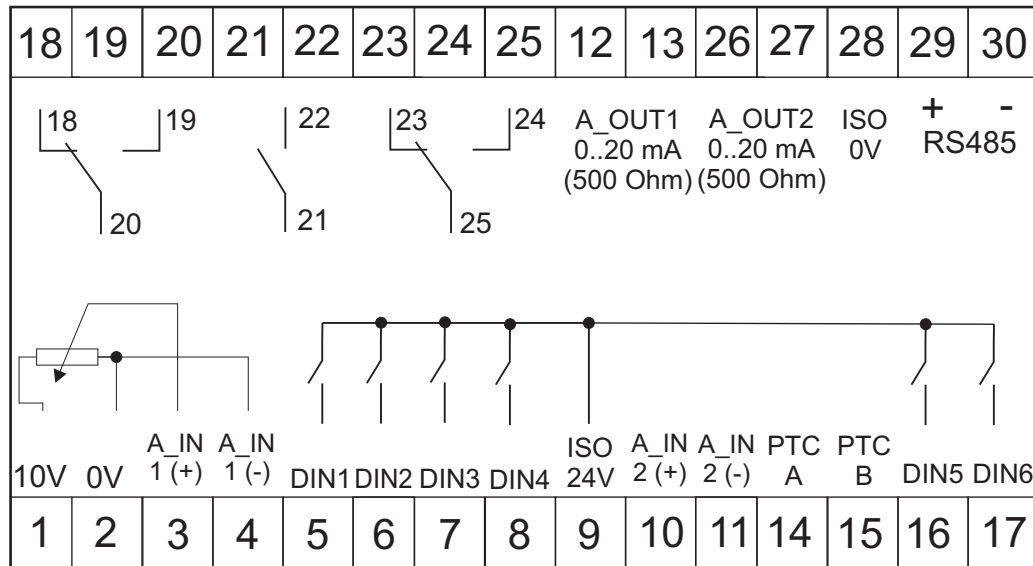 18 19 20 21 22 23 24 25 12 13 26 27 28 29 30
18 19 22 23 24 A_OUT1 A_OUT2 ISO + -
0..20 mA 0..20 mA 0V RS485
(500 Ohm) (500 Ohm)
20 21 25
A_IN A_IN ISO A_IN A_IN PTC PTC
10V 0V 1 (+) 1 (-) DIN1 DIN2 DIN3 DIN4 24V 2 (+) 2 (-) A B DIN5 DIN6
1 2 3 4 5 6 7 8 9 10 11 14 15 16 17